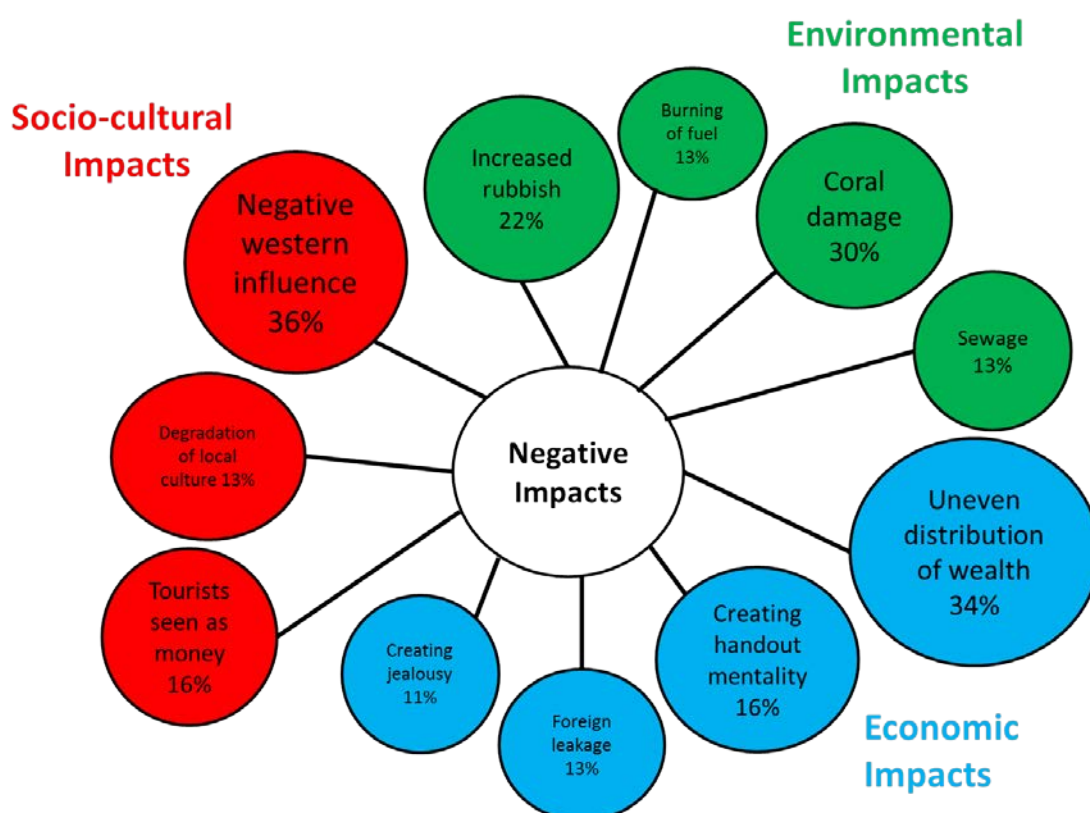 Environmental
Impacts
Socio-cultural
Impacts
Burning
of fuel
13%
Increased
rubbish
22%
Coral
damage
30%
Negative
western
influence
36%
Sewage
13%
Degradation
of local
culture 13%
Negative
Impacts
Uneven
distribution
of wealth
34%
Tourists
seen as
money
16%
Creating
jealousy
11%
Foreign
leakage
13%
Creating
handout
mentality
16%
Economic
Impacts